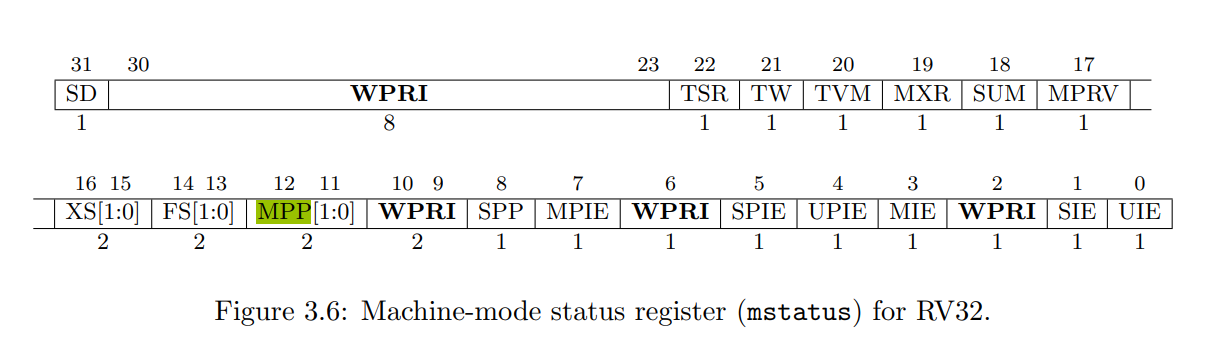 31 30 23 22 21 20 19 18 17
SD WPRI TSR TW TVM MXR SUM MPRV
1 8 1 1 1 1 1 1
16 15 14 13 12 11 10 9 8 7 6 5 4 3 2 1 0
XS[1:0] FS[1:0] MPP[1:0] WPRI SPP MPIE WPRI SPIE UPIE MIE WPRI SIE UIE
2 2 2 2 1 1 1 1 1 1 1 1 1
Figure 3.6: Machine-mode status register (mstatus) for RV32.